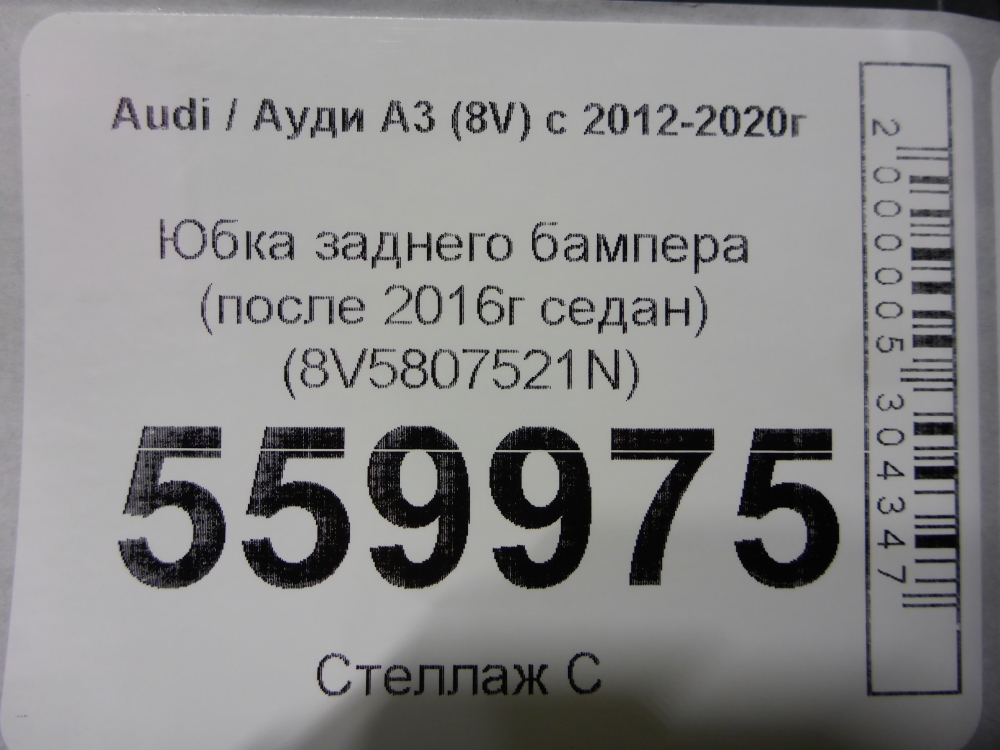 Audi / Ауди A3 (8V) с 2012-2020г
Юбка заднего бампера
(после 2016г седан)
(8V5807521N)
559975
Стеллаж С
2000005304347